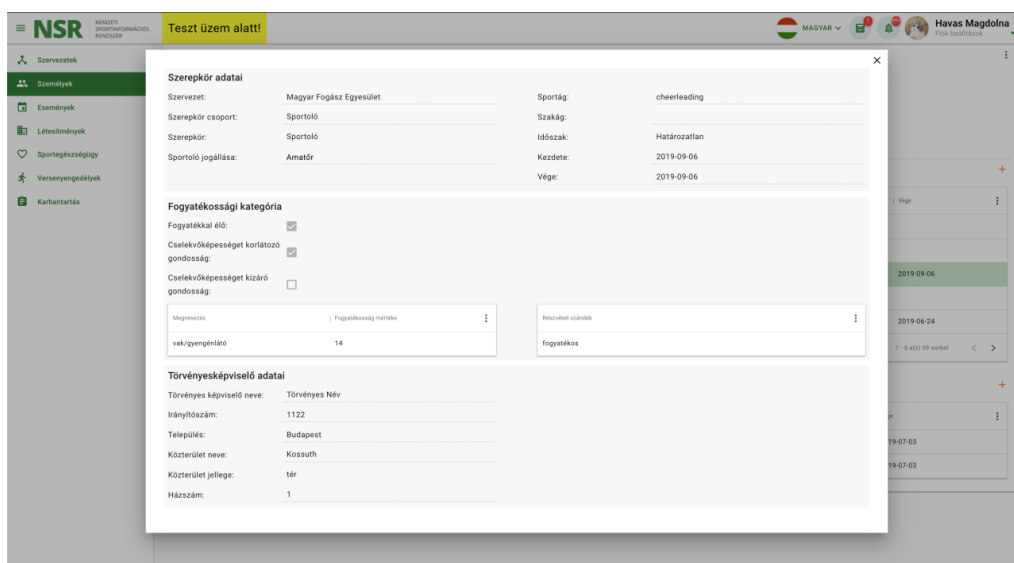 NSR
NEMZETI
SPORTINFORMÁCIÓS
RENDSZER
Teszt üzem alatt!
MAGYAR
Havas Magdolna
Fiók beállítások
Szervezetek
Személyek
Események
Létesítmények
Sportegészségügy
Versenyengedélyek
Karbantartás
Szerepkör adatai
Szervezet: Magyar Fogász Egyesület
Szerepkör csoport: Sportoló
Szerepkör: Sportoló
Sportoló jogállása: Amatőr
Sportág: cheerleading
Szakág:
Időszak: Határozatlan
Kezdete: 2019-09-06
Vége: 2019-09-06
Fogyatékossági kategória
Fogyatékkal élő:
Cselekvőképességet korlátozó
gondosság:
Cselekvőképességet kizáró
gondosság:
Megnevezés | Fogyatékosság mértéke
vak/gyengénlátó 14
Részvételi szándék
fogyatékos
Törvényesképviselő adatai
Törvényes képviselő neve: Törvényes Név
Irányítószám: 1122
Település: Budapest
Közterület neve: Kossuth
Közterület jellege: tér
Házszám: 1
| Vége
2019-09-06
2019-06-24
1 - 5 a(z) 59 sorból
19-07-03
19-07-03